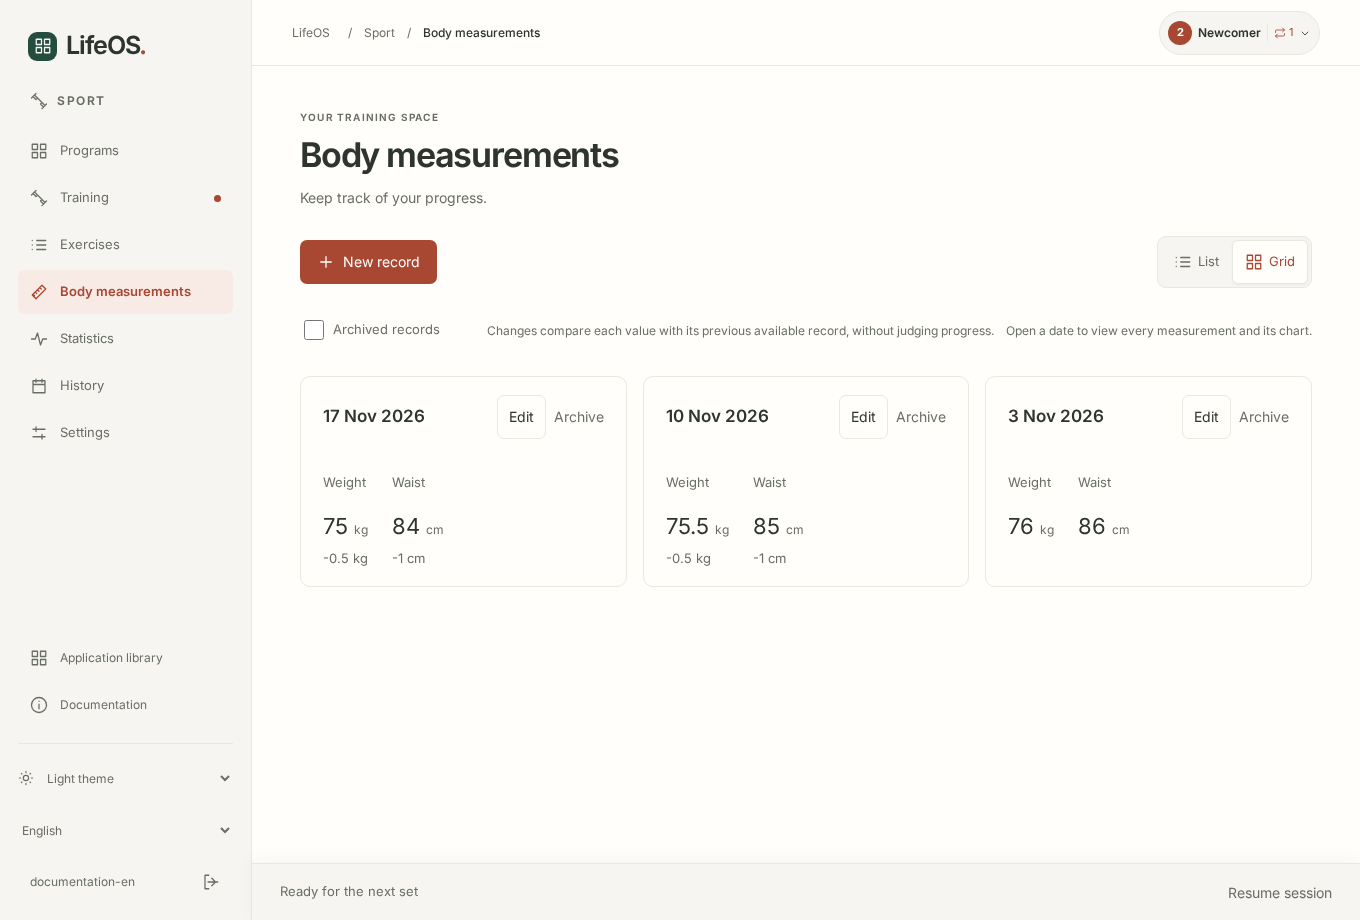 LifeOS.
SPORT
Programs
Training
Exercises
Body measurements
Statistics
History
Settings
Application library
Documentation
Light theme
English
documentation-en
LifeOS / Sport / Body measurements
2 Newcomer 1
YOUR TRAINING SPACE
Body measurements
Keep track of your progress.
New record
List Grid
Archived records
Changes compare each value with its previous available record, without judging progress. Open a date to view every measurement and its chart.
17 Nov 2026 Edit Archive
Weight Waist
75 kg 84 cm
-0.5 kg -1 cm
10 Nov 2026 Edit Archive
Weight Waist
75.5 kg 85 cm
-0.5 kg -1 cm
3 Nov 2026 Edit Archive
Weight Waist
76 kg 86 cm
Ready for the next set
Resume session